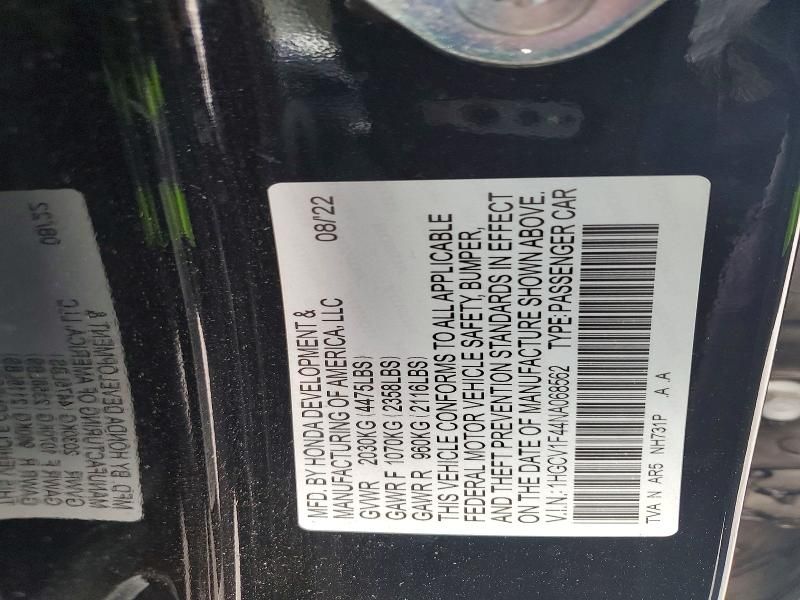 MFD. BY HONDA DEVELOPMENT &
MANUFACTURING OF AMERICA, LLC 08/22
GVWR 2030KG (4475LBS)
GAWR F 1070KG (2358LBS)
GAWR R 960KG (2116LBS)
THIS VEHICLE CONFORMS TO ALL APPLICABLE
FEDERAL MOTOR VEHICLE SAFETY, BUMPER,
AND THEFT PREVENTION STANDARDS IN EFFECT
ON THE DATE OF MANUFACTURE SHOWN ABOVE.
V.I.N.: 1HGCV1F44NA068562 TYPE:PASSENGER CAR
TVA N AR5 NH731P .A .A